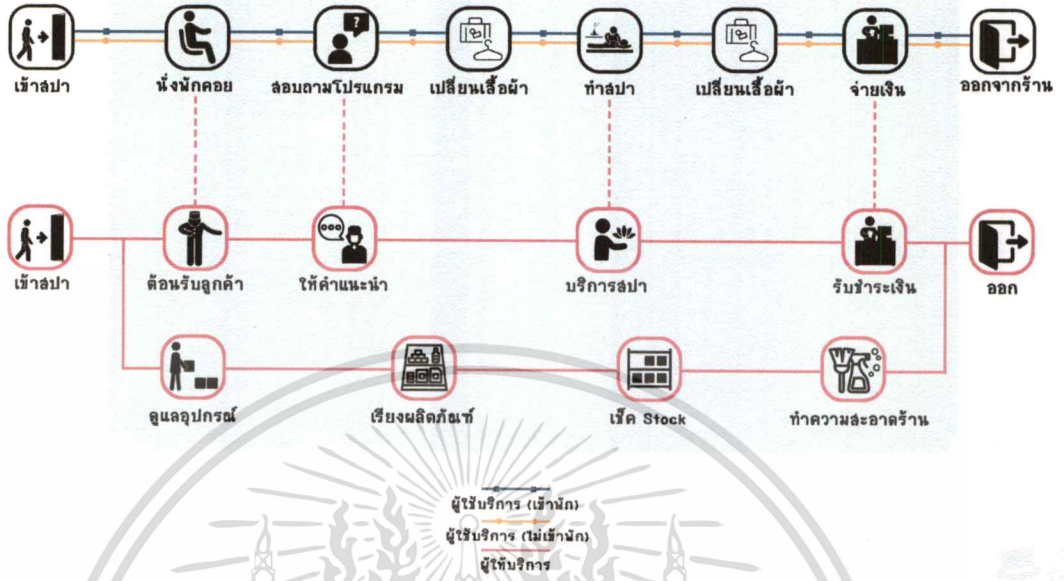 ?
เข้าสปา นั่งพักคอย สอบถามโปรแกรม เปลี่ยนเสื้อผ้า ทำสปา เปลี่ยนเสื้อผ้า จ่ายเงิน ออกจากร้าน
เข้าสปา ต้อนรับลูกค้า ให้คำแนะนำ บริการสปา รับชำระเงิน ออก
ดูแลอุปกรณ์ เรียงผลิตภัณฑ์ เช็ค Stock ทำความสะอาดร้าน
ผู้ใช้บริการ (เข้าพัก)
ผู้ใช้บริการ (ไม่เข้าพัก)
ผู้ให้บริการ